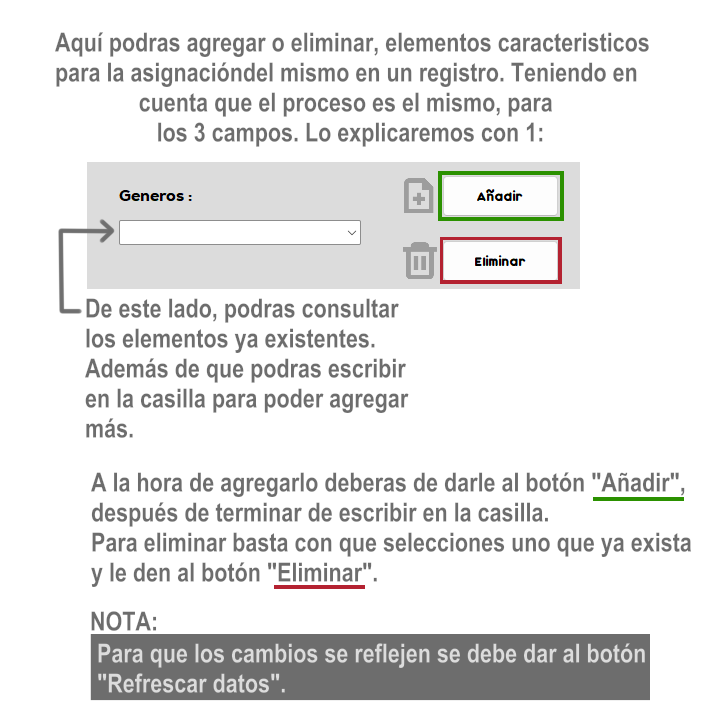 Aquí podras agregar o eliminar, elementos caracteristicos
para la asignacióndel mismo en un registro. Teniendo en
cuenta que el proceso es el mismo, para
los 3 campos. Lo explicaremos con 1:
Generos :
Añadir
Eliminar
De este lado, podras consultar
los elementos ya existentes.
Además de que podras escribir
en la casilla para poder agregar
más.
A la hora de agregarlo deberas de darle al botón "Añadir",
después de terminar de escribir en la casilla.
Para eliminar basta con que selecciones uno que ya exista
y le den al botón "Eliminar".
NOTA:
Para que los cambios se reflejen se debe dar al botón
"Refrescar datos".